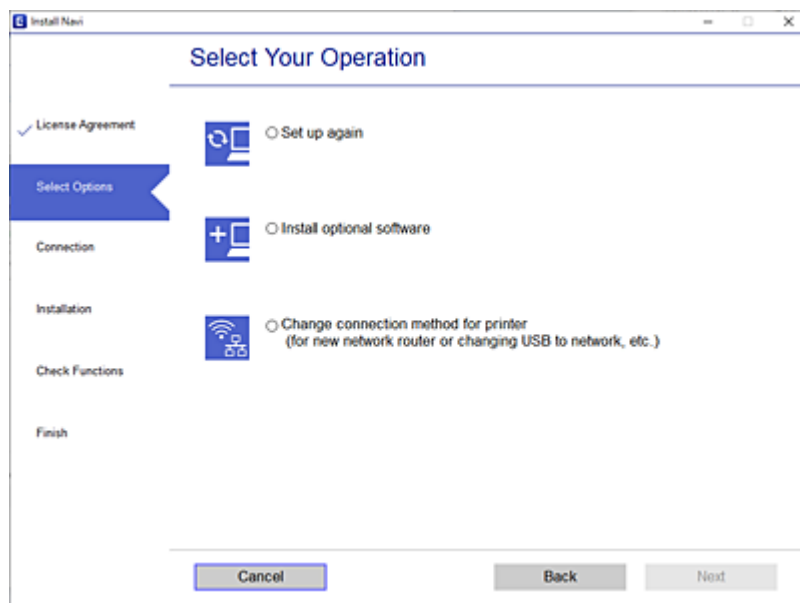 Install Navi
Select Your Operation
License Agreement
Select Options
Connection
Installation
Check Functions
Finish
Set up again
Install optional software
Change connection method for printer
(for new network router or changing USB to network, etc.)
Cancel
Back
Next